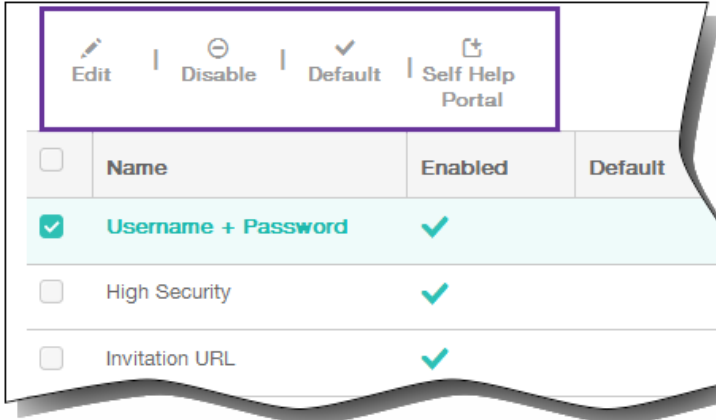 Edit | Disable | Default | Self Help
Portal
Name Enabled Default
Username + Password
High Security
Invitation URL